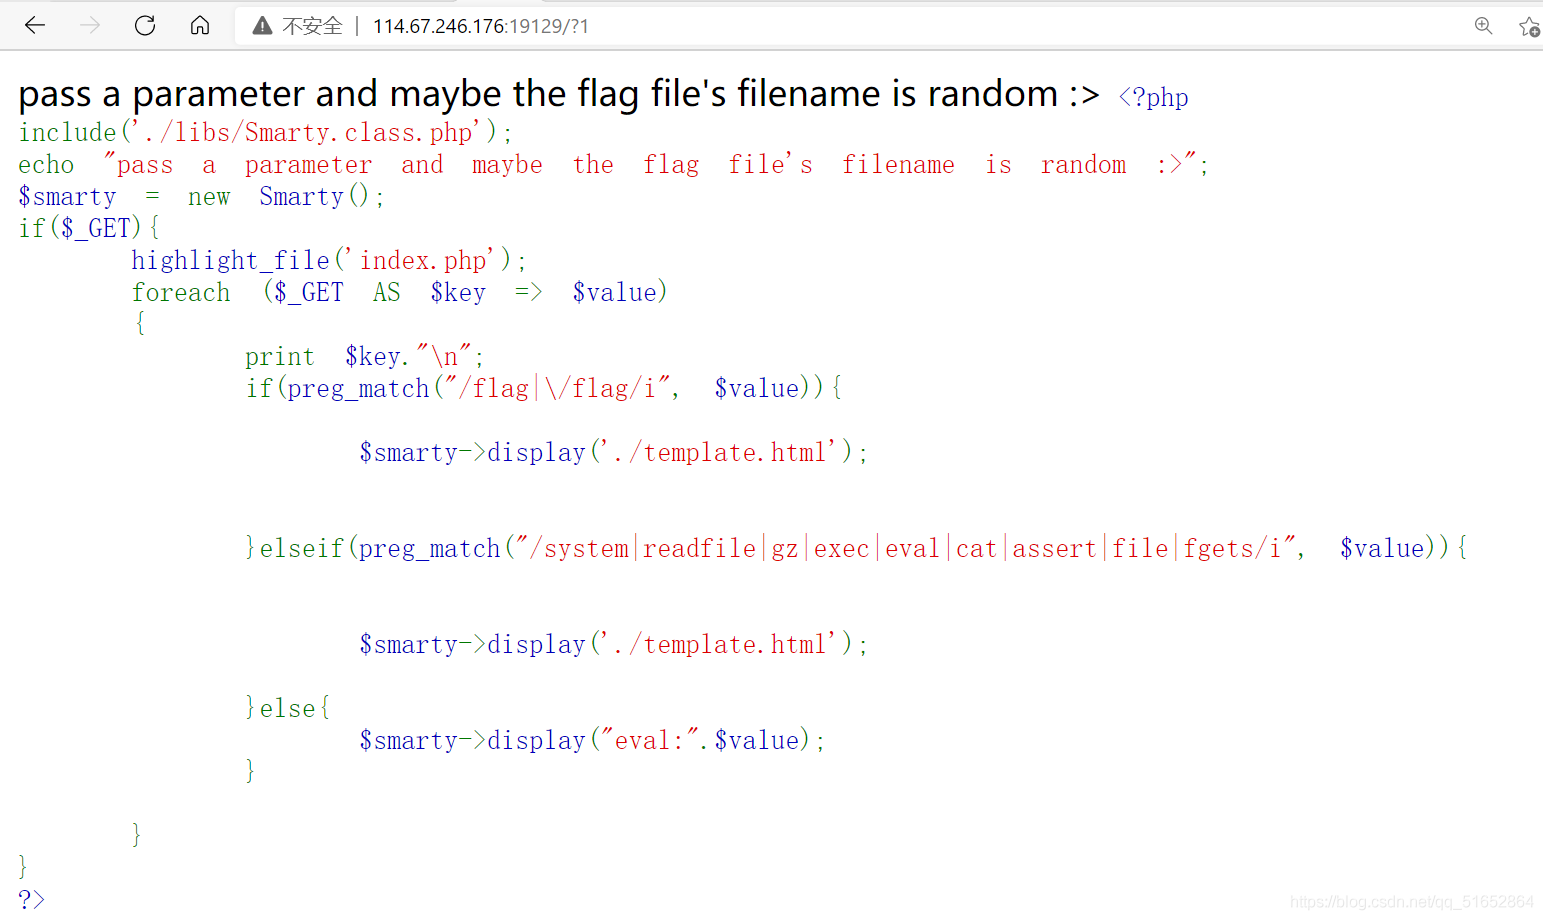 不安全 | 114.67.246.176:19129/?1
pass a parameter and maybe the flag file's filename is random :> <?php
include('./libs/Smarty.class.php');
echo "pass a parameter and maybe the flag file's filename is random :>";
$smarty = new Smarty();
if($_GET){
highlight_file('index.php');
foreach ($_GET AS $key => $value)
{
print $key."\n";
if(preg_match("/flag|\/flag/i", $value)){
$smarty->display('./template.html');
}elseif(preg_match("/system|readfile|gz|exec|eval|cat|assert|file|fgets/i", $value)){
$smarty->display('./template.html');
}else{
$smarty->display("eval:".$value);
}
}
}
?>
https://blog.csdn.net/qq_51652864